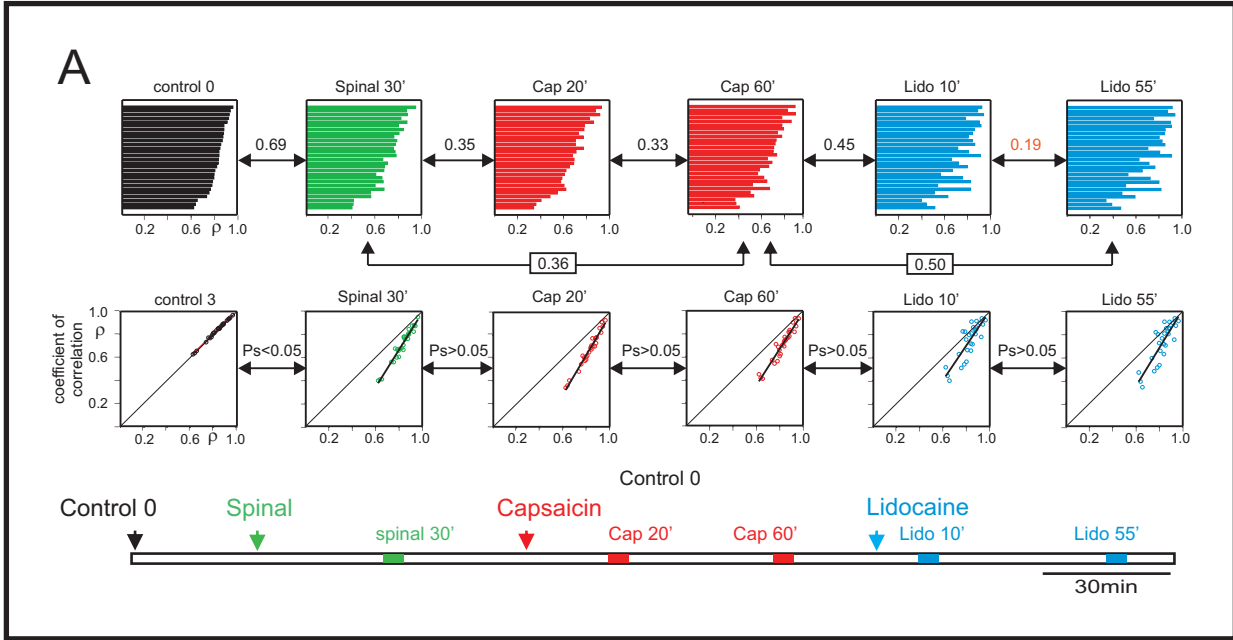 A
control 0 Spinal 30' Cap 20' Cap 60' Lido 10' Lido 55'
0.69 0.35 0.33 0.45 0.19
0.2 0.6 1.0 0.2 0.6 1.0 0.2 0.6 1.0 0.2 0.6 1.0 0.2 0.6 1.0 0.2 0.6 1.0
ρ
0.36 0.50
control 3 Spinal 30' Cap 20' Cap 60' Lido 10' Lido 55'
coefficient of
correlation
1.0
ρ
0.6
0.2
Ps<0.05 Ps>0.05 Ps>0.05 Ps>0.05 Ps>0.05
0.2 0.6 1.0 0.2 0.6 1.0 0.2 0.6 1.0 0.2 0.6 1.0 0.2 0.6 1.0 0.2 0.6 1.0
ρ
Control 0
Control 0 Spinal Capsaicin Lidocaine
spinal 30' Cap 20' Cap 60' Lido 10' Lido 55'
30min